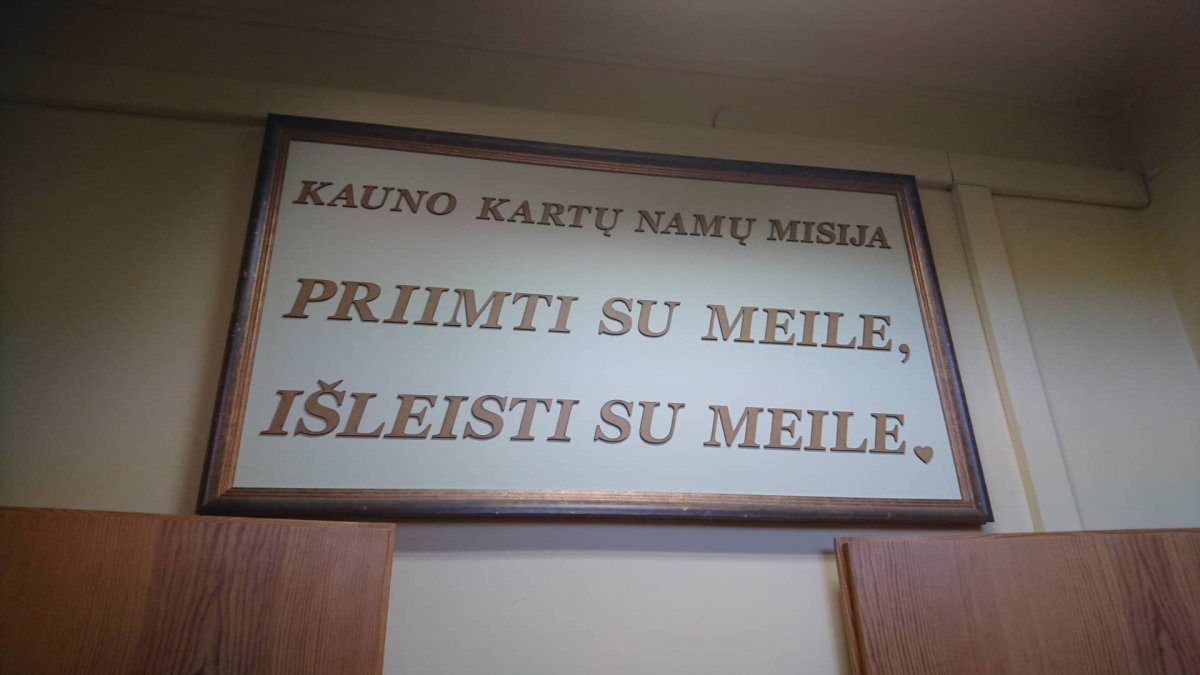 KAUNO KARTŲ NAMŲ MISIJA
PRIIMTI SU MEILE,
IŠLEISTI SU MEILE.